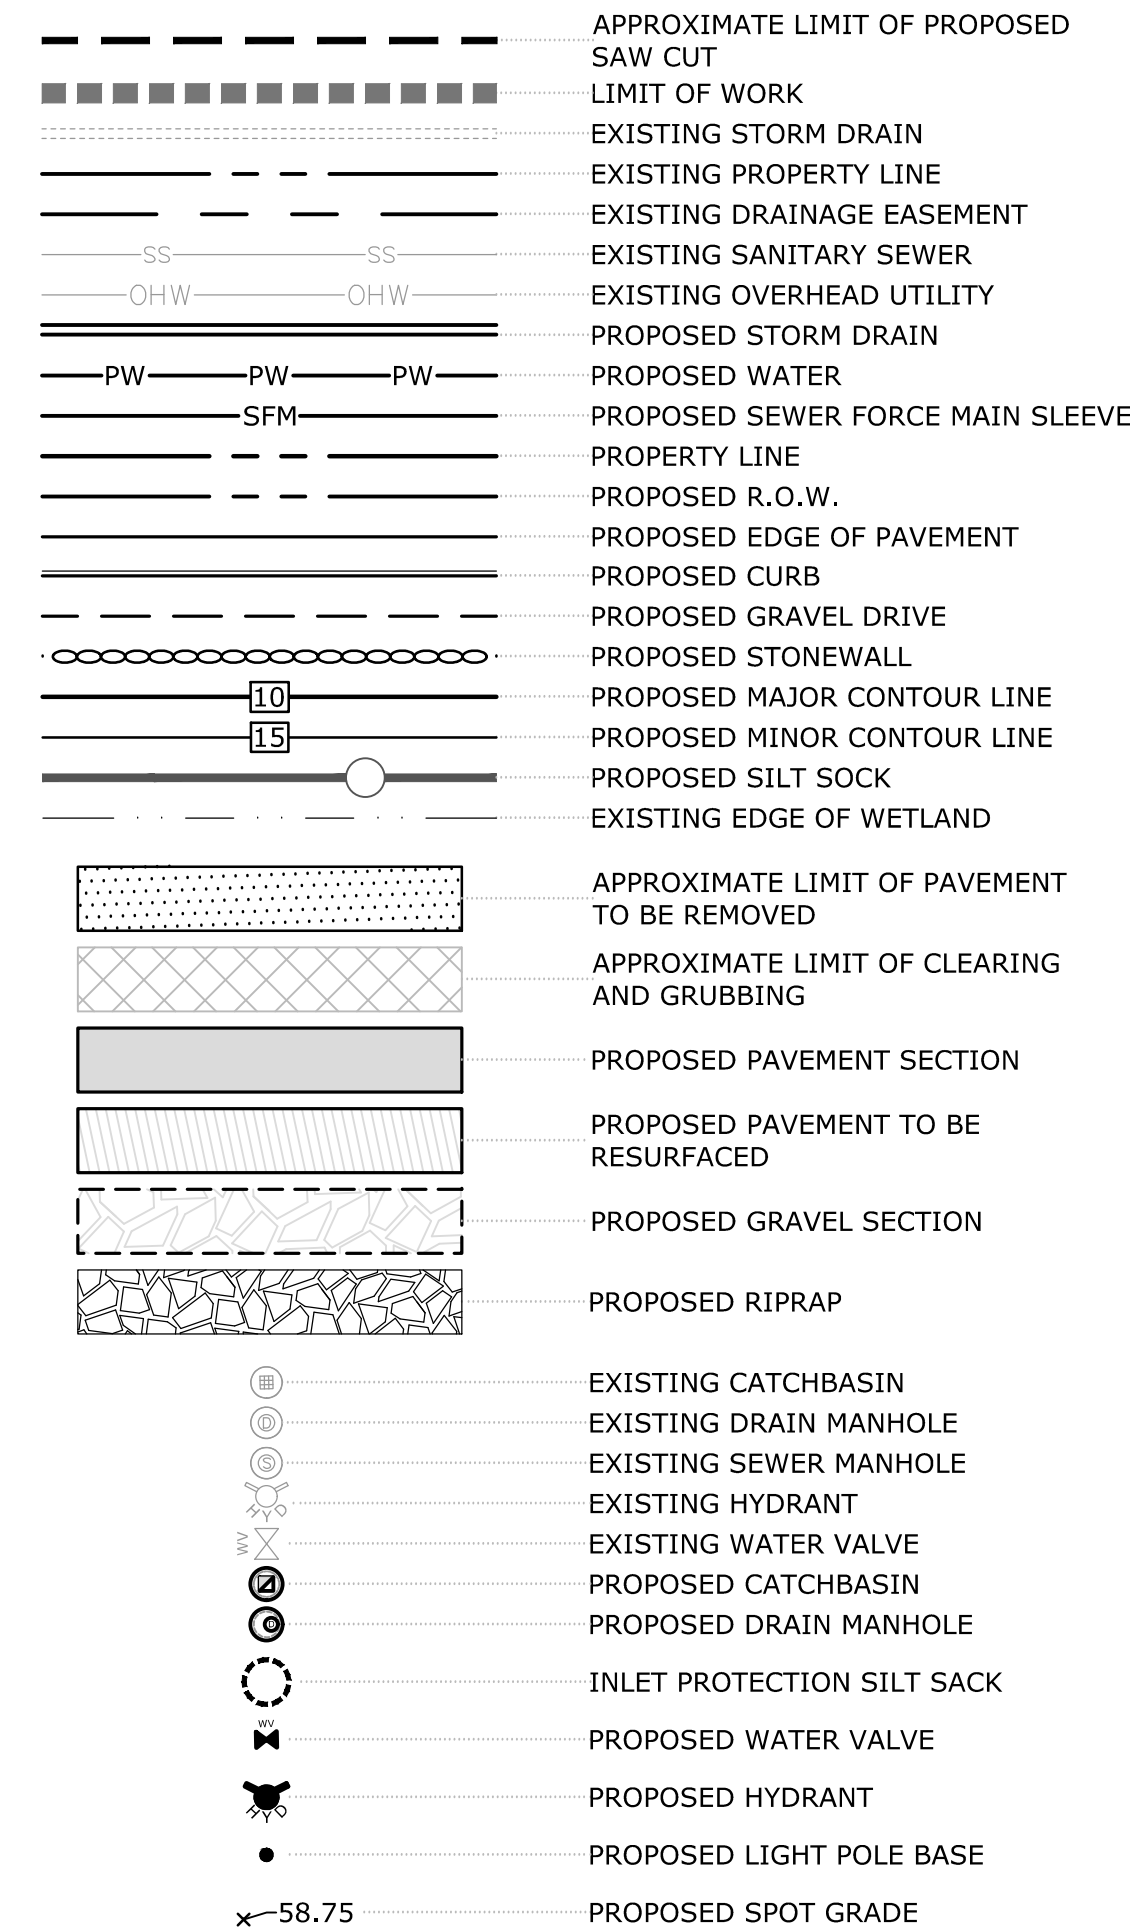 APPROXIMATE LIMIT OF PROPOSED
SAW CUT
LIMIT OF WORK
EXISTING STORM DRAIN
EXISTING PROPERTY LINE
EXISTING DRAINAGE EASEMENT
SS SS EXISTING SANITARY SEWER
OHW OHW EXISTING OVERHEAD UTILITY
PROPOSED STORM DRAIN
PW PW PW PROPOSED WATER
SFM PROPOSED SEWER FORCE MAIN SLEEVE
PROPERTY LINE
PROPOSED R.O.W.
PROPOSED EDGE OF PAVEMENT
PROPOSED CURB
PROPOSED GRAVEL DRIVE
PROPOSED STONEWALL
10 PROPOSED MAJOR CONTOUR LINE
15 PROPOSED MINOR CONTOUR LINE
PROPOSED SILT SOCK
EXISTING EDGE OF WETLAND
APPROXIMATE LIMIT OF PAVEMENT
TO BE REMOVED
APPROXIMATE LIMIT OF CLEARING
AND GRUBBING
PROPOSED PAVEMENT SECTION
PROPOSED PAVEMENT TO BE
RESURFACED
PROPOSED GRAVEL SECTION
PROPOSED RIPRAP
EXISTING CATCHBASIN
D EXISTING DRAIN MANHOLE
S EXISTING SEWER MANHOLE
HYD EXISTING HYDRANT
WV EXISTING WATER VALVE
PROPOSED CATCHBASIN
D PROPOSED DRAIN MANHOLE
INLET PROTECTION SILT SACK
WV PROPOSED WATER VALVE
HYD PROPOSED HYDRANT
PROPOSED LIGHT POLE BASE
58.75 PROPOSED SPOT GRADE